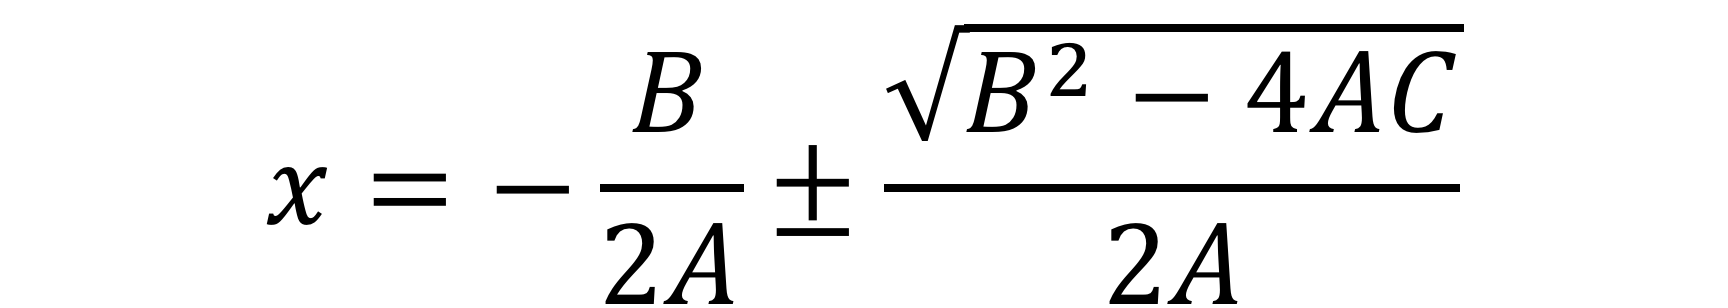 x = − B/2A ± √(B² − 4AC)/2A